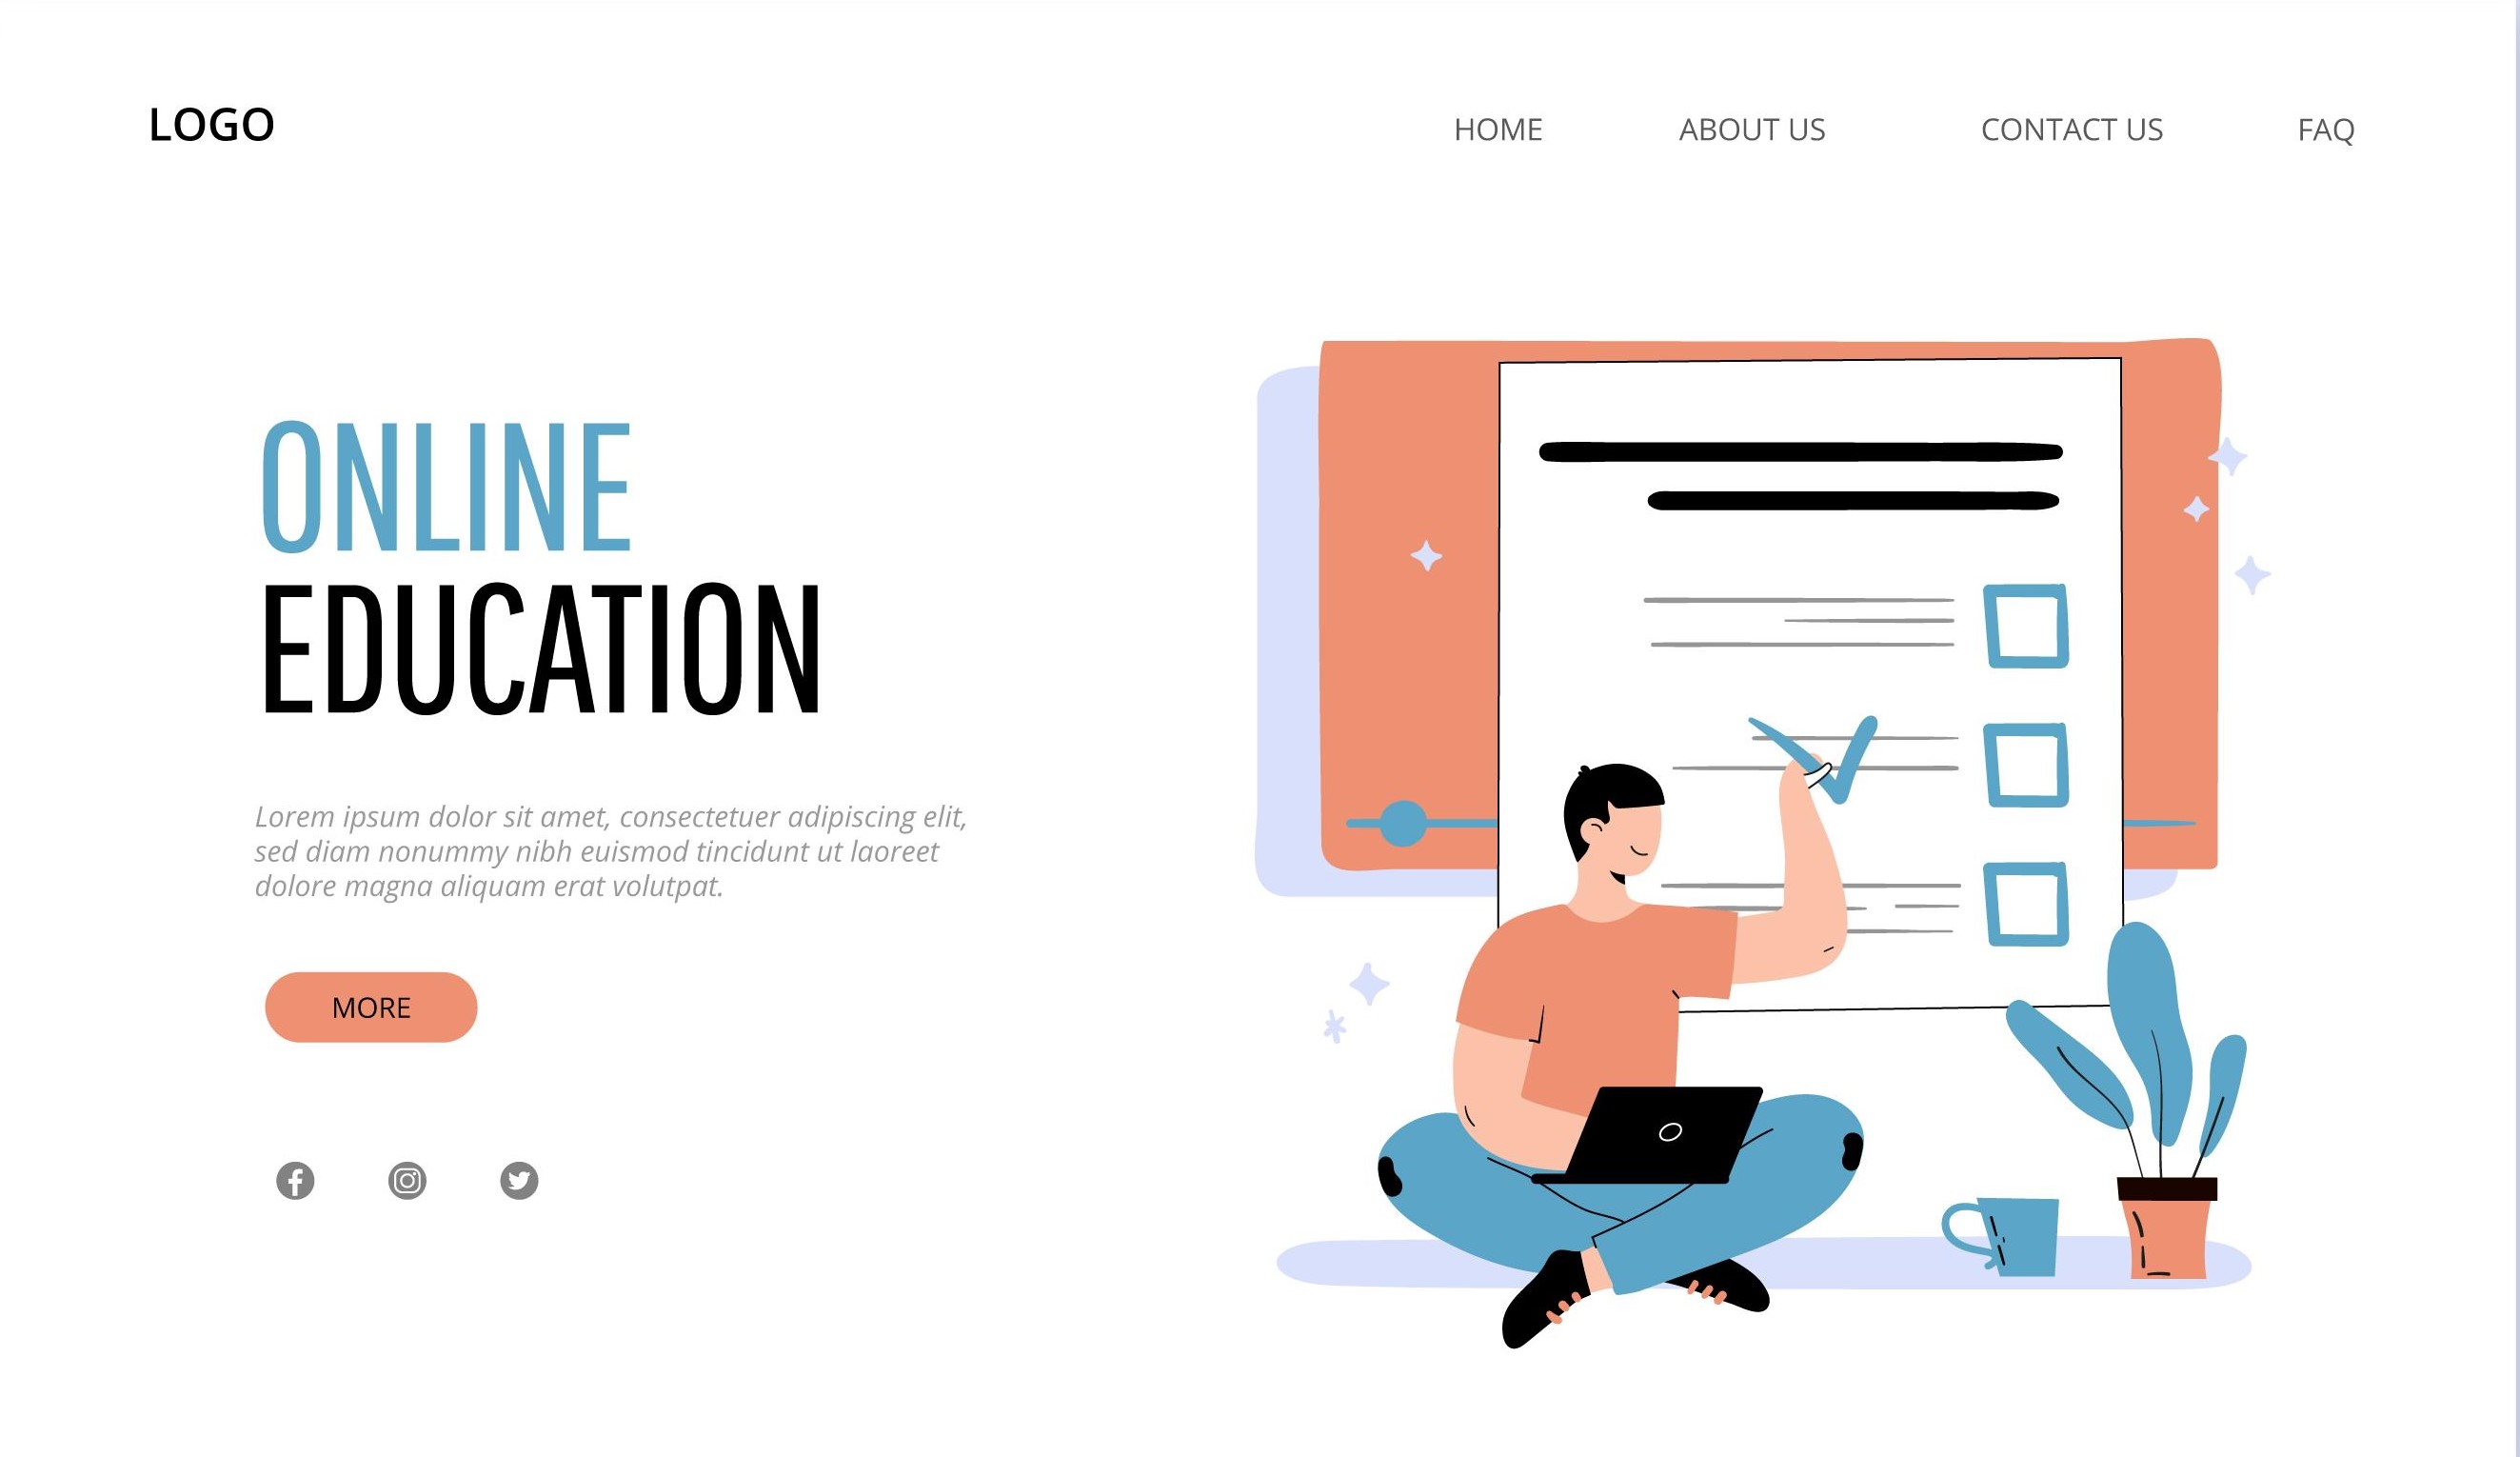 LOGO
HOME ABOUT US CONTACT US FAQ
ONLINE
EDUCATION
Lorem ipsum dolor sit amet, consectetuer adipiscing elit,
sed diam nonummy nibh euismod tincidunt ut laoreet
dolore magna aliquam erat volutpat.
MORE